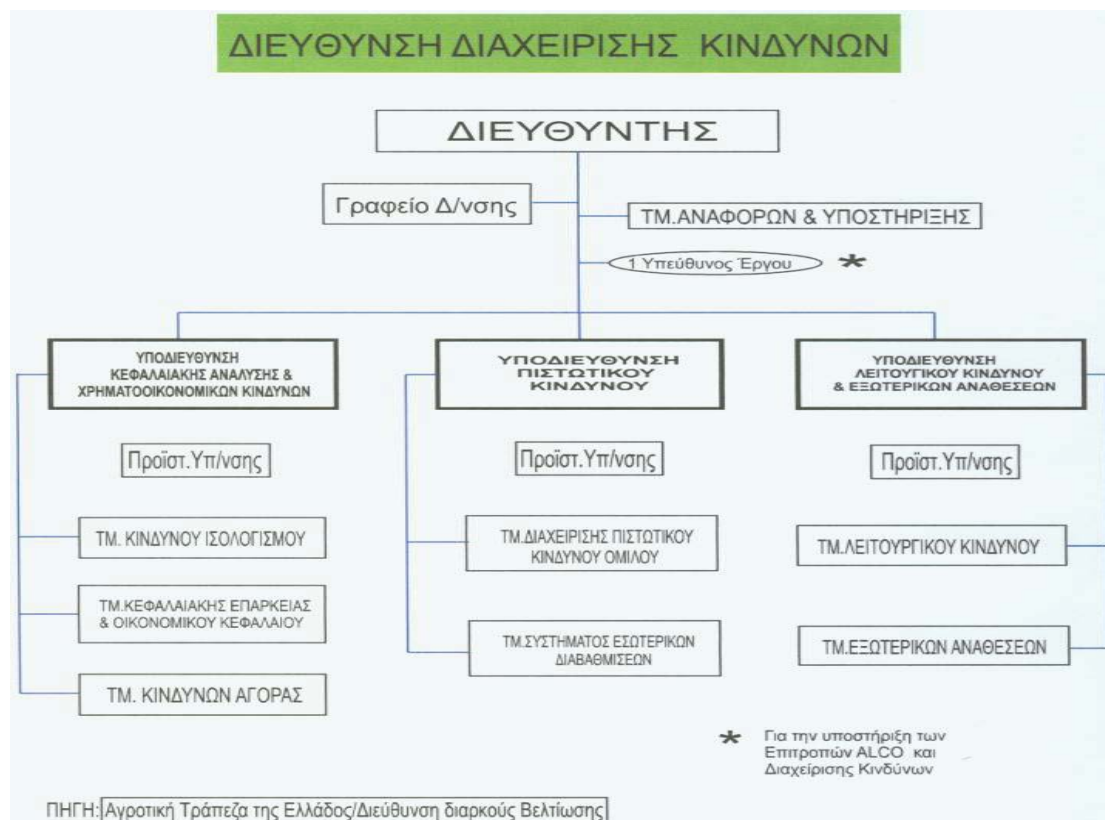 ΔΙΕΥΘΥΝΣΗ ΔΙΑΧΕΙΡΙΣΗΣ ΚΙΝΔΥΝΩΝ
ΔΙΕΥΘΥΝΤΗΣ
Γραφείο Δ/νσης
ΤΜ.ΑΝΑΦΟΡΩΝ & ΥΠΟΣΤΗΡΙΞΗΣ
1 Υπεύθυνος Έργου *
ΥΠΟΔΙΕΥΘΥΝΣΗ
ΚΕΦΑΛΑΙΑΚΗΣ ΑΝΑΛΥΣΗΣ &
ΧΡΗΜΑΤΟΟΙΚΟΝΟΜΙΚΩΝ ΚΙΝΔΥΝΩΝ
Προϊστ.Υπ/νσης
ΤΜ. ΚΙΝΔΥΝΟΥ ΙΣΟΛΟΓΙΣΜΟΥ
ΤΜ.ΚΕΦΑΛΑΙΑΚΗΣ ΕΠΑΡΚΕΙΑΣ
& ΟΙΚΟΝΟΜΙΚΟΥ ΚΕΦΑΛΑΙΟΥ
ΤΜ. ΚΙΝΔΥΝΩΝ ΑΓΟΡΑΣ
ΥΠΟΔΙΕΥΘΥΝΣΗ
ΠΙΣΤΩΤΙΚΟΥ
ΚΙΝΔΥΝΟΥ
Προϊστ.Υπ/νσης
ΤΜ.ΔΙΑΧΕΙΡΙΣΗΣ ΠΙΣΤΩΤΙΚΟΥ
ΚΙΝΔΥΝΟΥ ΟΜΙΛΟΥ
ΤΜ.ΣΥΣΤΗΜΑΤΟΣ ΕΣΩΤΕΡΙΚΩΝ
ΔΙΑΒΑΘΜΙΣΕΩΝ
ΥΠΟΔΙΕΥΘΥΝΣΗ
ΛΕΙΤΟΥΓΙΚΟΥ ΚΙΝΔΥΝΟΥ
& ΕΞΩΤΕΡΙΚΩΝ ΑΝΑΘΕΣΕΩΝ
Προϊστ.Υπ/νσης
ΤΜ.ΛΕΙΤΟΥΡΓΙΚΟΥ ΚΙΝΔΥΝΟΥ
ΤΜ.ΕΞΩΤΕΡΙΚΩΝ ΑΝΑΘΕΣΕΩΝ
* Για την υποστήριξη των
Επιτροπών ALCO και
Διαχείρισης Κινδύνων
ΠΗΓΗ: Αγροτική Τράπεζα της Ελλάδος/Διεύθυνση διαρκούς Βελτίωσης